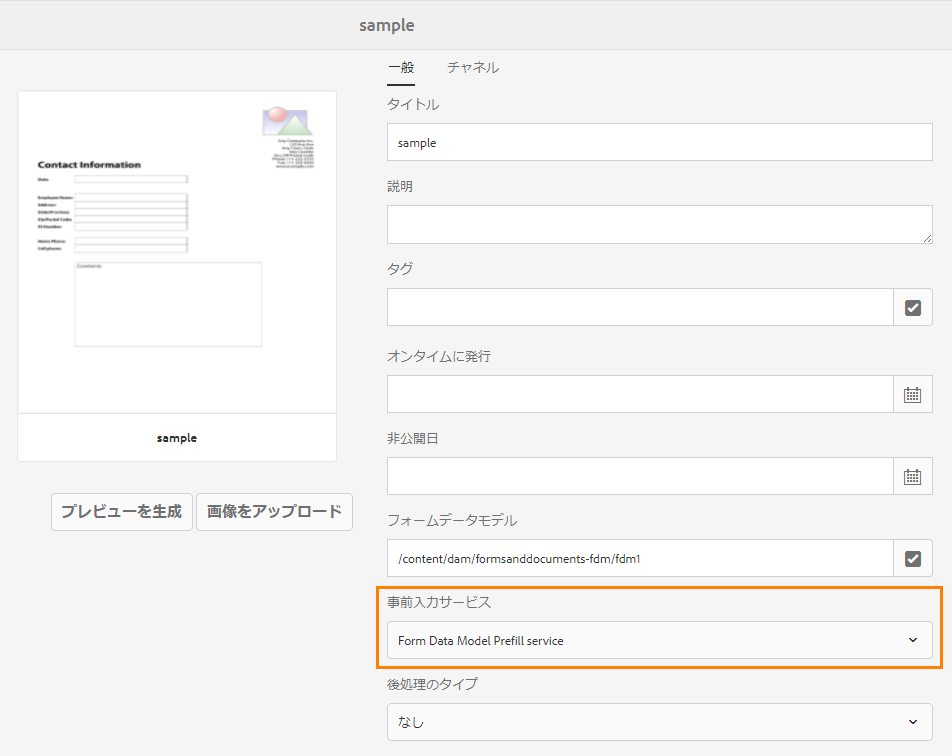 sample
一般
チャネル
タイトル
sample
説明
タグ
オンタイムに発行
非公開日
フォームデータモデル
/content/dam/formsanddocuments-fdm/fdm1
事前入力サービス
Form Data Model Prefill service
後処理のタイプ
なし
Contact Information
Date
Employee Name:
Address:
State/Province:
Zip/Postal Code:
Home Phone:
Cell phone:
Comments:
sample
プレビューを生成
画像をアップロード